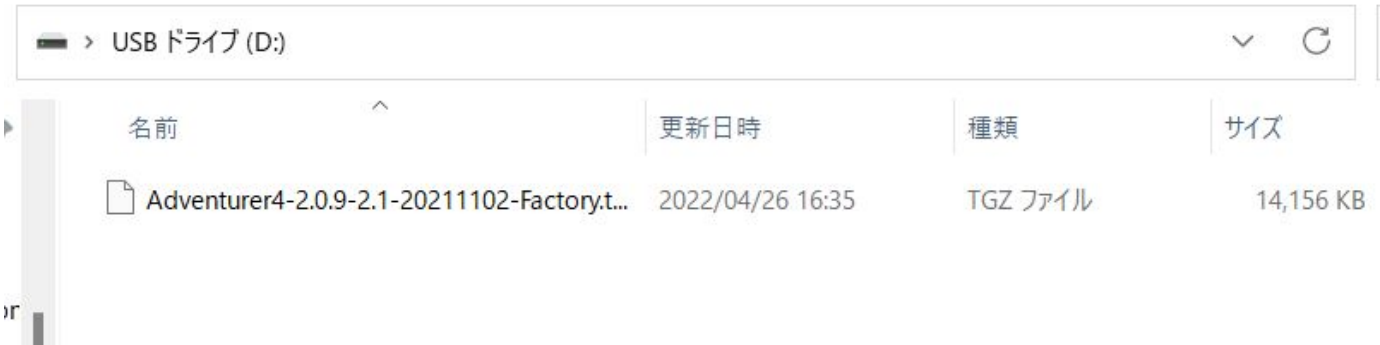 USB ドライブ (D:)
名前 更新日時 種類 サイズ
Adventurer4-2.0.9-2.1-20211102-Factory.t... 2022/04/26 16:35 TGZ ファイル 14,156 KB